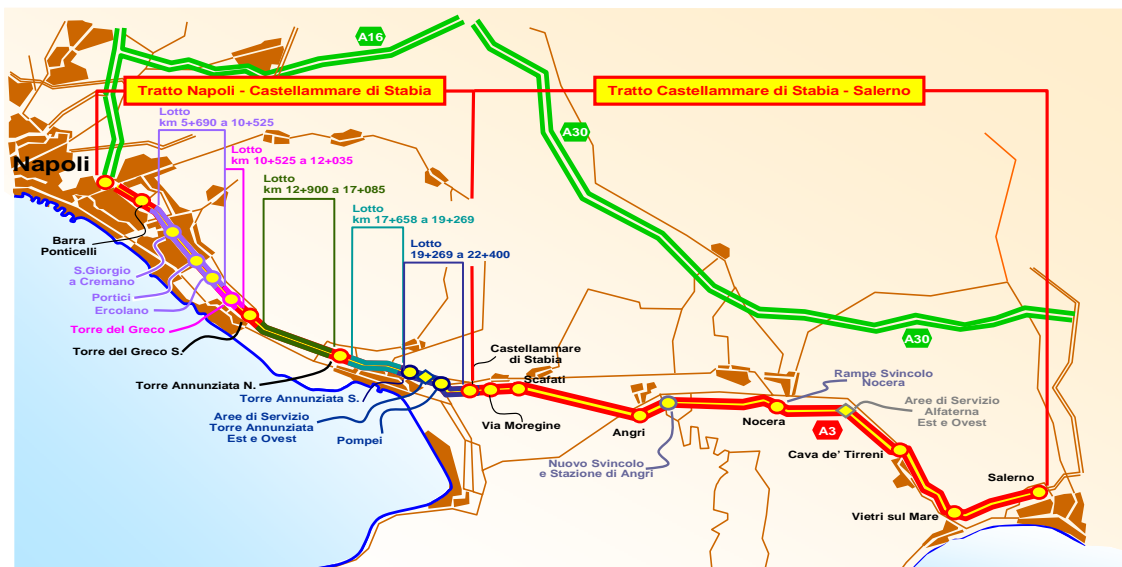 A16
Tratto Napoli - Castellammare di Stabia
Tratto Castellammare di Stabia - Salerno
Lotto
km 5+690 a 10+525
A30
Lotto
km 10+525 a 12+035
Napoli
Lotto
km 12+900 a 17+085
Lotto
km 17+658 a 19+269
Barra
Ponticelli
Lotto
19+269 a 22+400
S.Giorgio
a Cremano
Portici
Ercolano
Torre del Greco
A30
Torre del Greco S.
Castellammare
di Stabia
Scafati
Rampe Svincolo
Nocera
Torre Annunziata N.
Torre Annunziata S.
Aree di Servizio
Alfaterna
Est e Ovest
Aree di Servizio
Torre Annunziata
Est e Ovest
Pompei
Via Moregine
Angri
Nocera
A3
Cava de' Tirreni
Nuovo Svincolo
e Stazione di Angri
Salerno
Vietri sul Mare